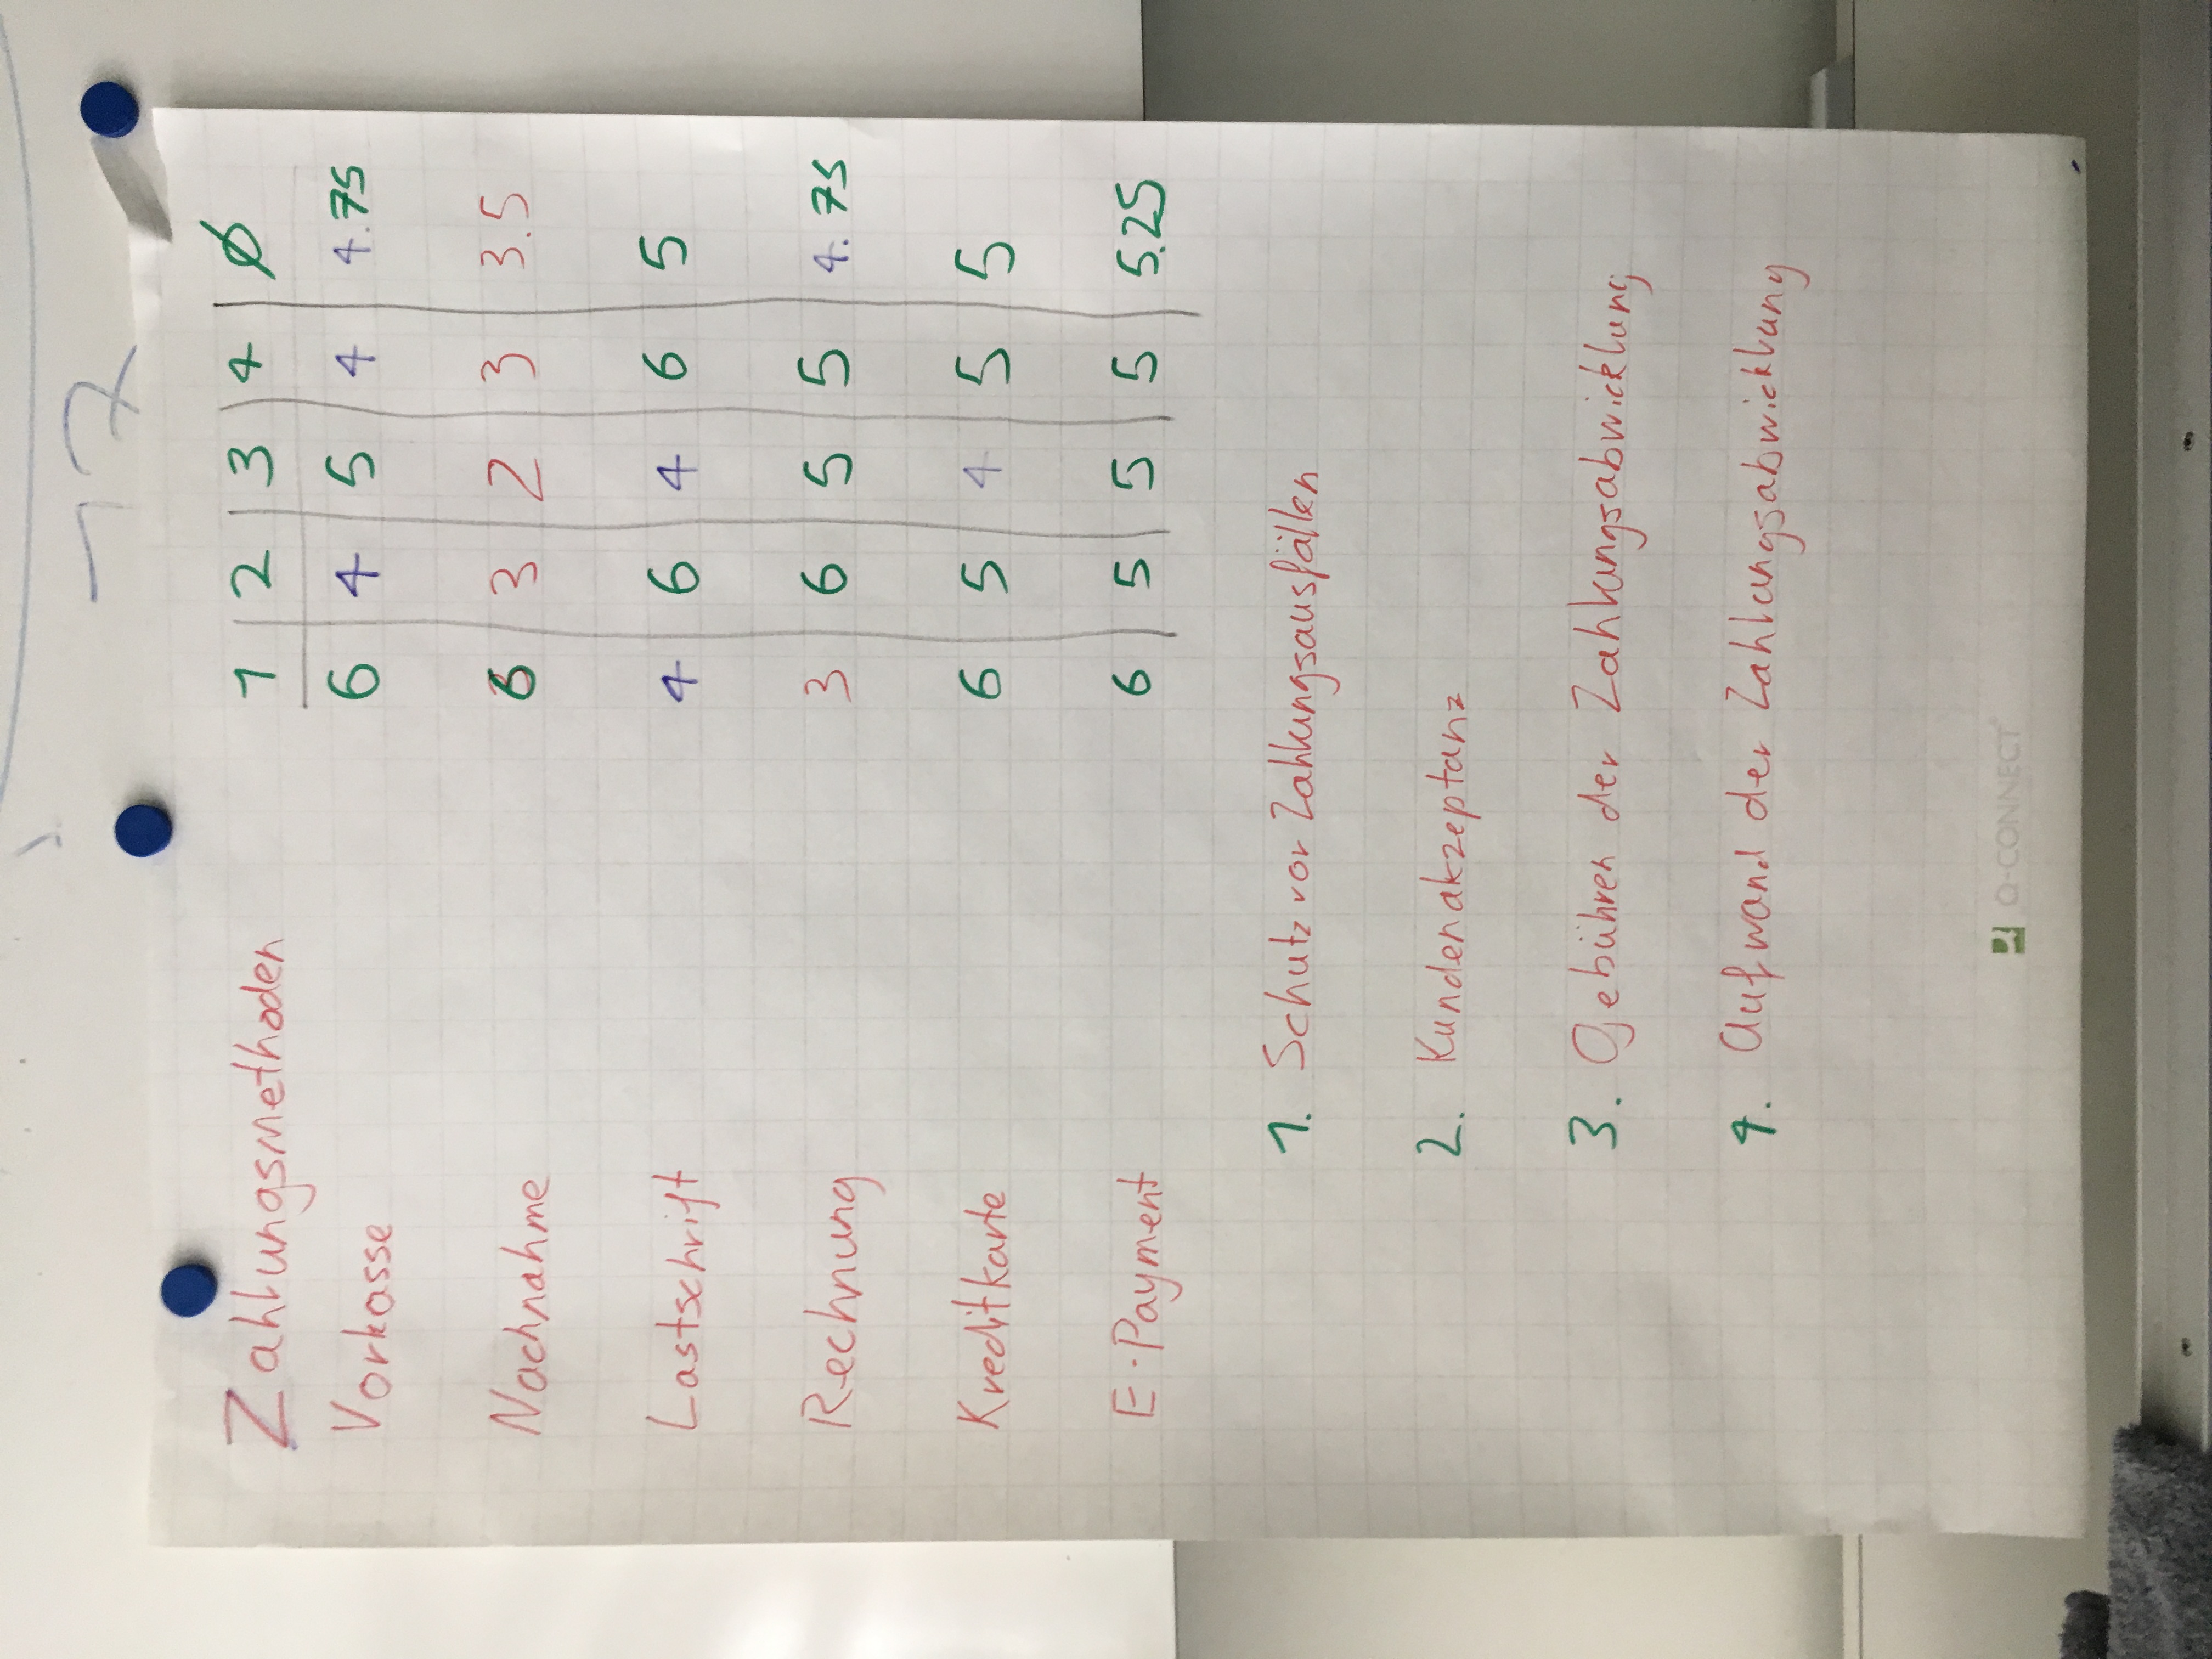 17
Zahlungsmethoden 1 2 3 4 Ø
Vorkasse 6 4 5 4 4.75
Nachnahme 6 3 2 3 3.5
Lastschrift 4 6 4 6 5
Rechnung 3 6 5 5 4.75
Kreditkarte 6 5 4 5 5
E-Payment 6 5 5 5 5.25
1. Schutz vor Zahlungsausfällen
2. Kundenakzeptanz
3. Gebühren der Zahlungsabwicklung
4. Aufwand der Zahlungsabwicklung
Q-CONNECT®